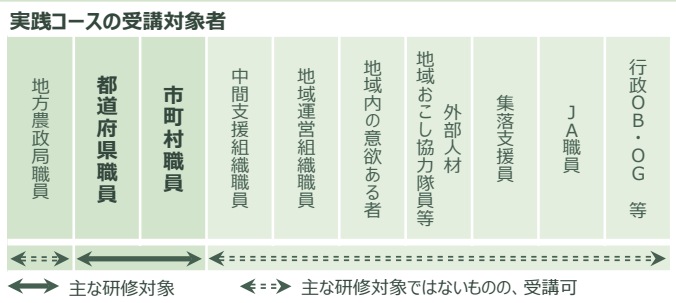 実践コースの受講対象者
地方農政局職員
都道府県職員
市町村職員
中間支援組織職員
地域運営組織職員
地域内の意欲ある者
外部人材
地域おこし協力隊員等
集落支援員
JA職員
行政OB・OG 等
主な研修対象
主な研修対象ではないものの、受講可